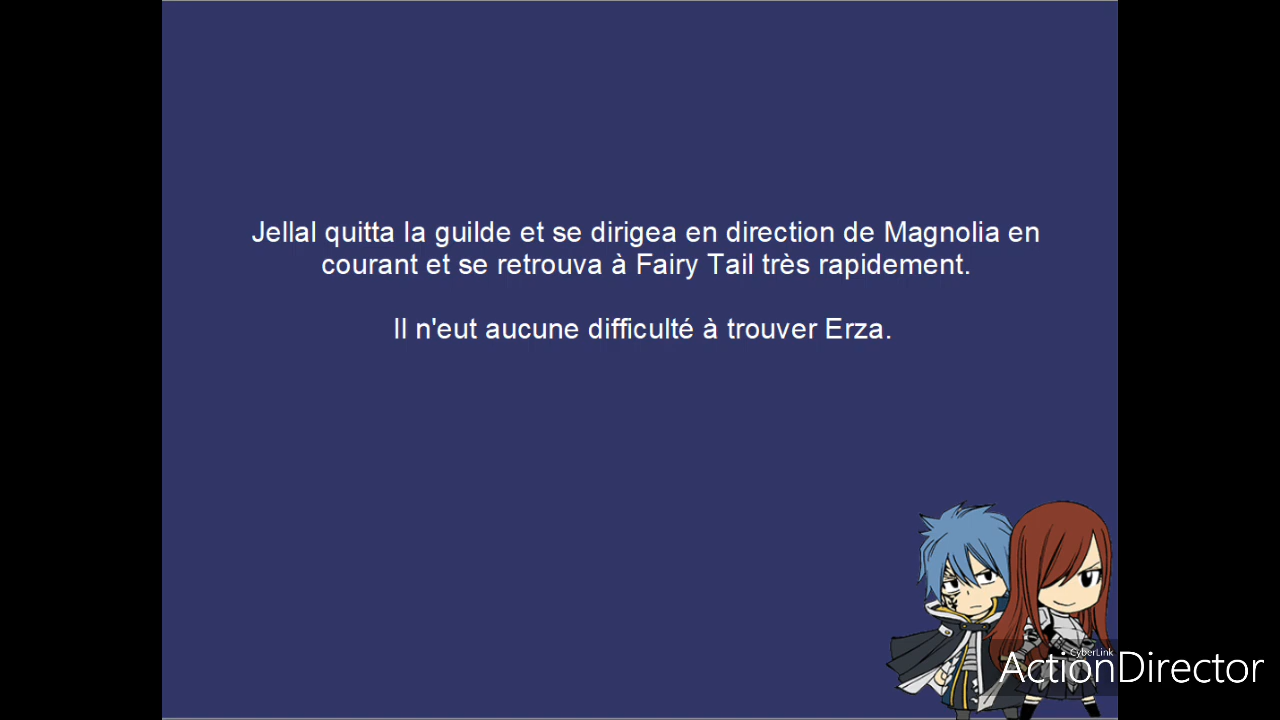 Jellal quitta la guilde et se dirigea en direction de Magnolia en
courant et se retrouva à Fairy Tail très rapidement.
Il n'eut aucune difficulté à trouver Erza.
CyberLink
ActionDirector